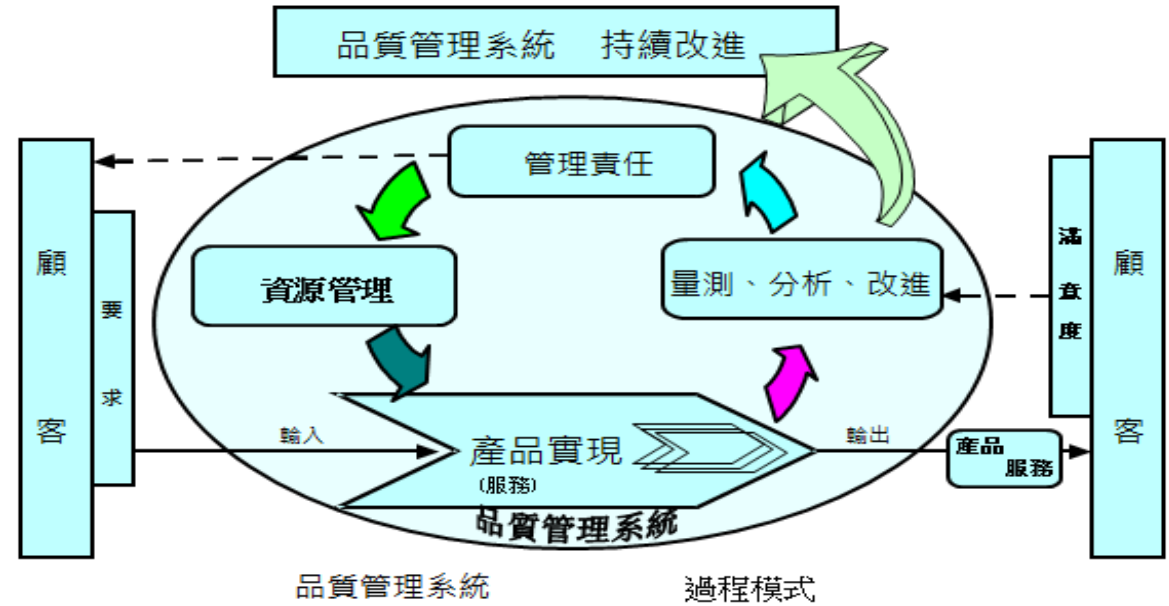 品質管理系統 持續改進
管理責任
顧
客
要
求
資源管理
量測、分析、改進
滿
意
度
顧
客
輸入
產品實現
(服務)
輸出
產品
服務
品質管理系統
品質管理系統 過程模式